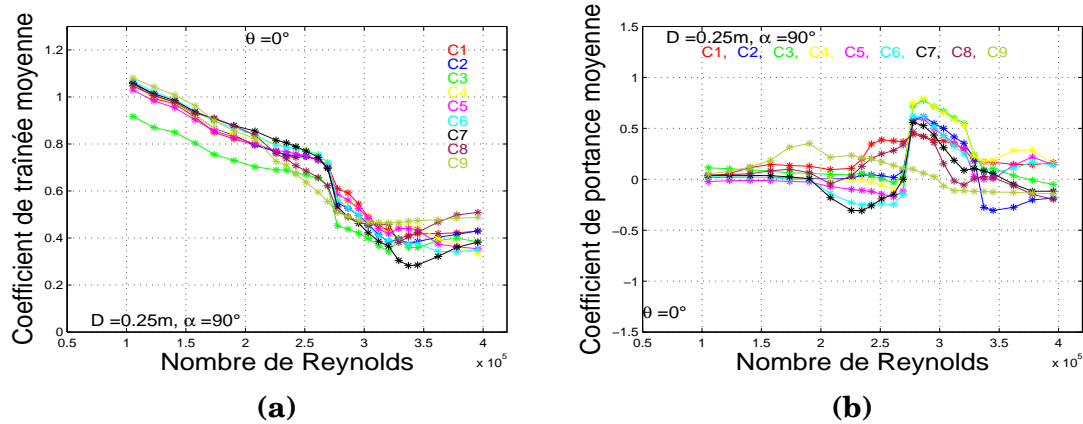 θ =0°
C1
C2
C3
C4
C5
C6
C7
C8
C9
D =0.25m, α =90°
Coefficient de traînée moyenne
1.2
1
0.8
0.6
0.4
0.2
0
0.5 1 1.5 2 2.5 3 3.5 4
x 10⁵
Nombre de Reynolds
(a)
D =0.25m, α =90°
C1, C2, C3, C4, C5, C6, C7, C8, C9
Coefficient de portance moyenne
1.5
1
0.5
0
−0.5
−1
−1.5
θ =0°
0.5 1 1.5 2 2.5 3 3.5 4
x 10⁵
Nombre de Reynolds
(b)